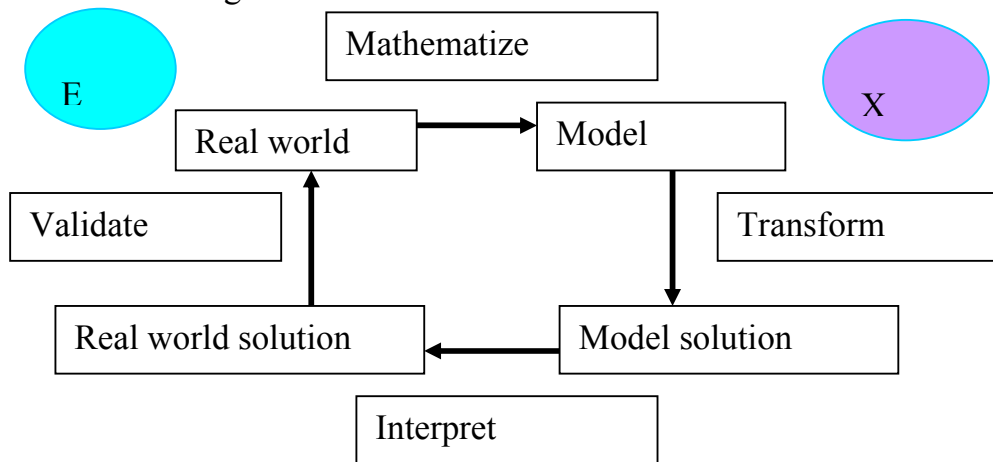 Mathematize
E
X
Real world
Model
Validate
Transform
Real world solution
Model solution
Interpret